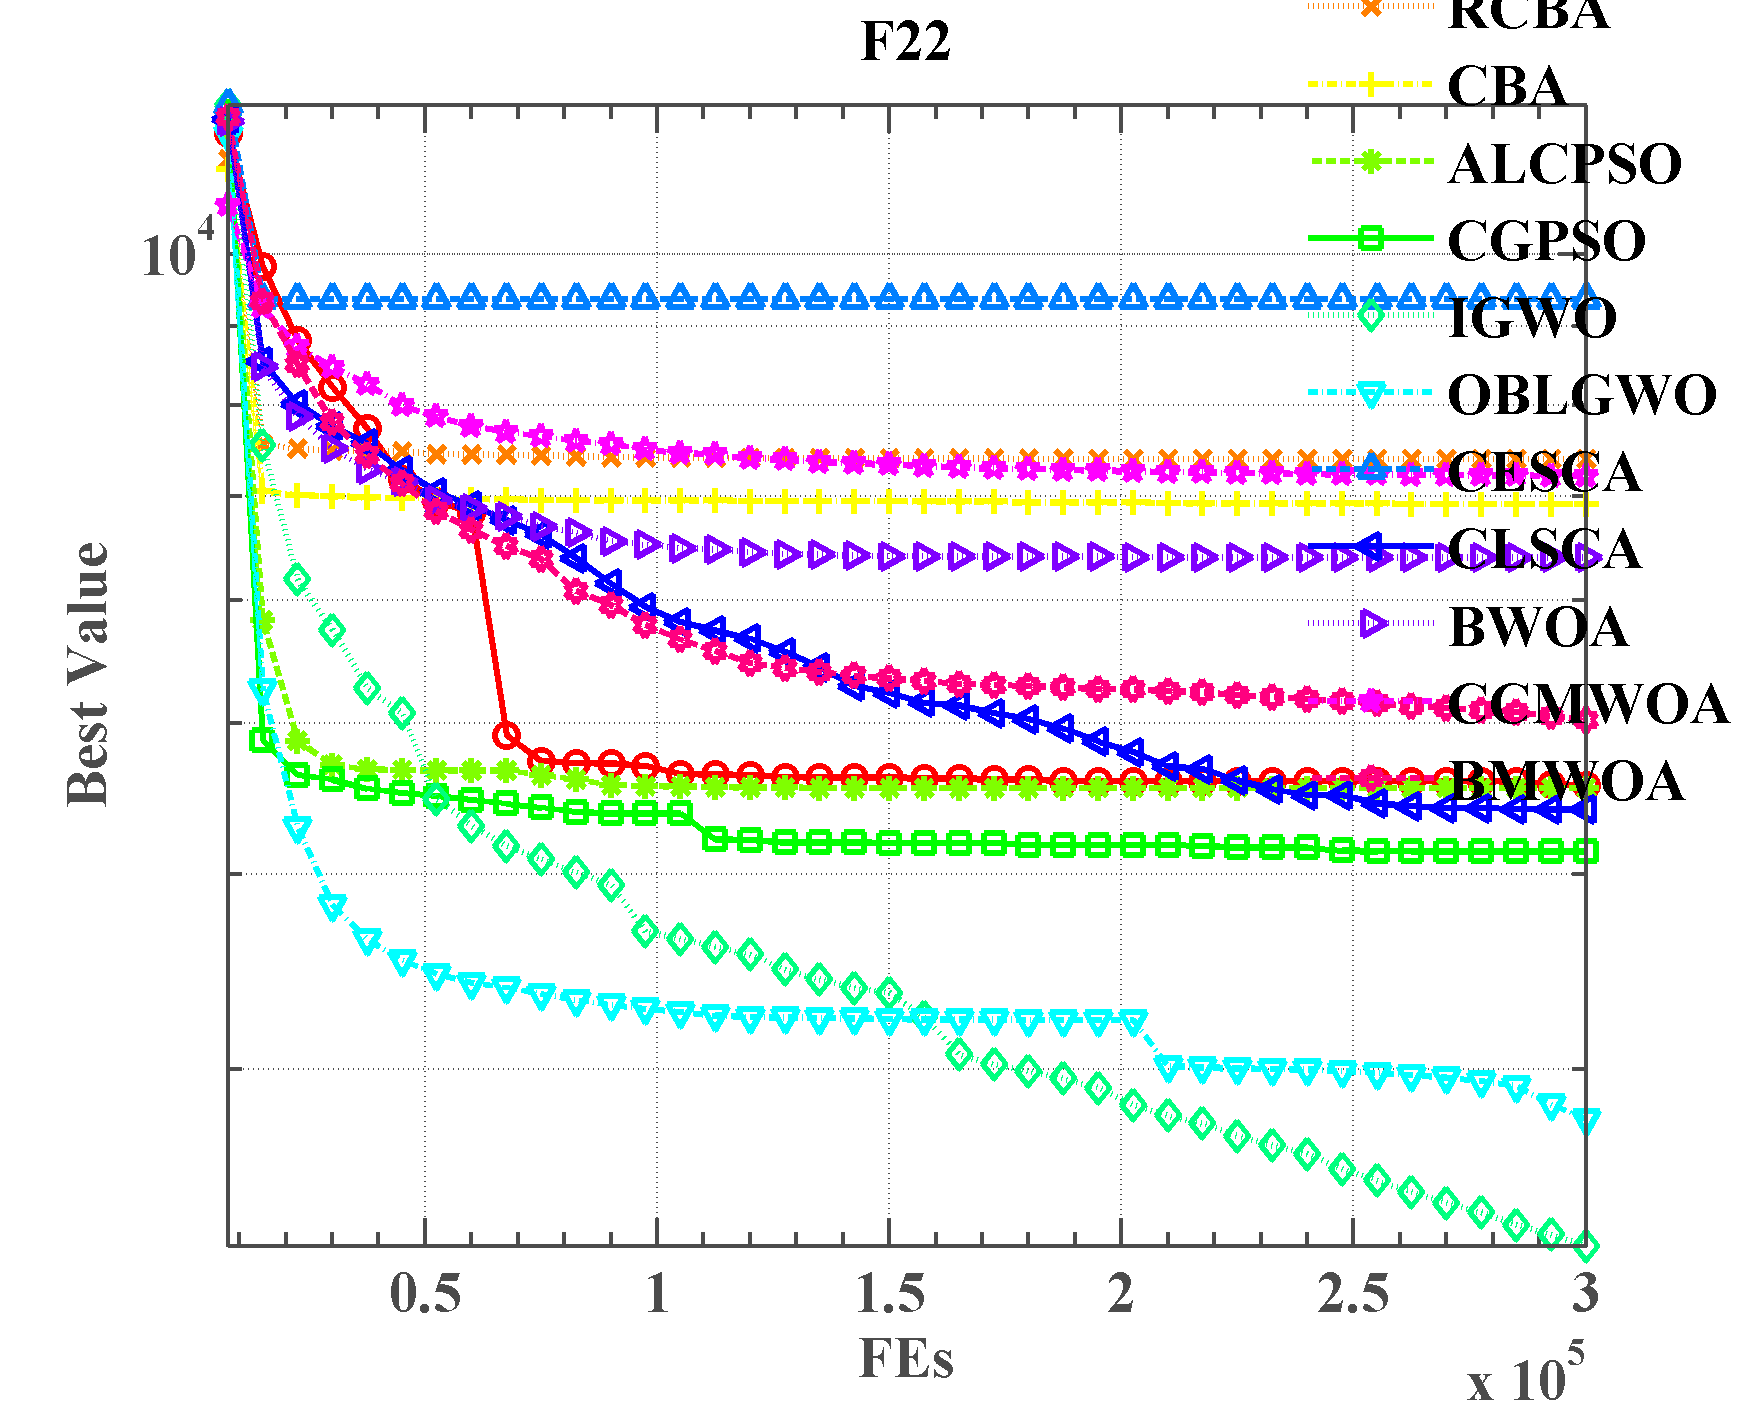 RCBA
F22
CBA
ALCPSO
10^4
CGPSO
IGWO
OBLGWO
CESCA
CLSCA
BWOA
CCMWOA
BMWOA
Best Value
0.5 1 1.5 2 2.5 3
FEs
x 10^5